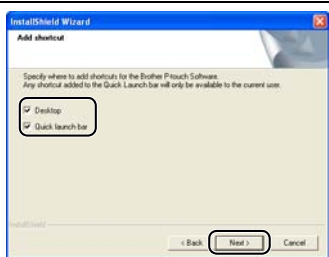 InstallShield Wizard
Add shortcut
Specify where to add shortcuts for the Brother P-touch Software.
Any shortcut added to the Quick Launch bar will only be available to the current user.
Desktop
Quick launch bar
InstallShield
< Back Next > Cancel